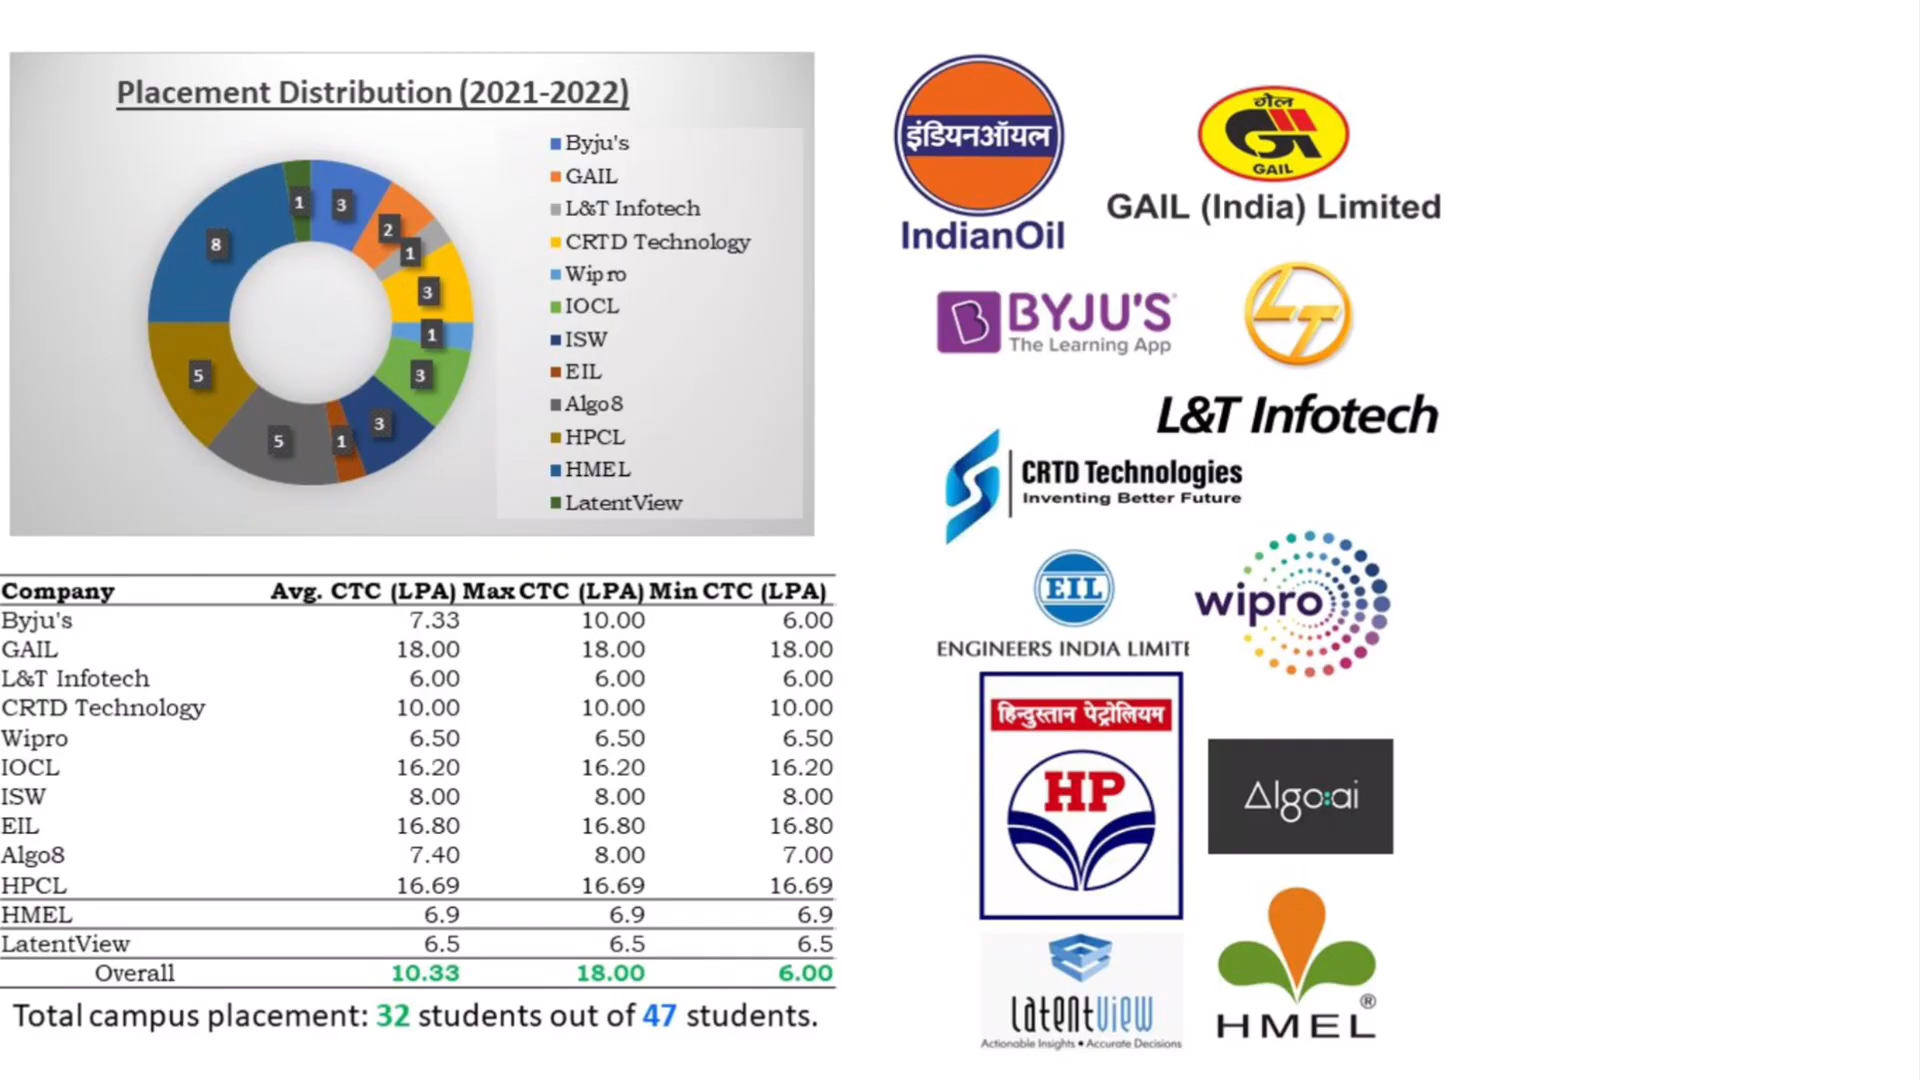 Placement Distribution (2021-2022)
1
3
2
8
1
3
1
5
3
3
5
1
Byju's
GAIL
L&T Infotech
CRTD Technology
Wipro
IOCL
ISW
EIL
Algo8
HPCL
HMEL
LatentView
Company Avg. CTC (LPA) Max CTC (LPA) Min CTC (LPA)
Byju's 7.33 10.00 6.00
GAIL 18.00 18.00 18.00
L&T Infotech 6.00 6.00 6.00
CRTD Technology 10.00 10.00 10.00
Wipro 6.50 6.50 6.50
IOCL 16.20 16.20 16.20
ISW 8.00 8.00 8.00
EIL 16.80 16.80 16.80
Algo8 7.40 8.00 7.00
HPCL 16.69 16.69 16.69
HMEL 6.9 6.9 6.9
LatentView 6.5 6.5 6.5
Overall 10.33 18.00 6.00
Total campus placement: 32 students out of 47 students.
इंडियनऑयल
IndianOil
गेल
GAIL
GAIL (India) Limited
BYJU'S
The Learning App
LT
L&T Infotech
CRTD Technologies
Inventing Better Future
EIL
ENGINEERS INDIA LIMITE
wipro
हिन्दुस्तान पेट्रोलियम
HP
Algo:ai
LatentView
Actionable Insights • Accurate Decisions
HMEL®